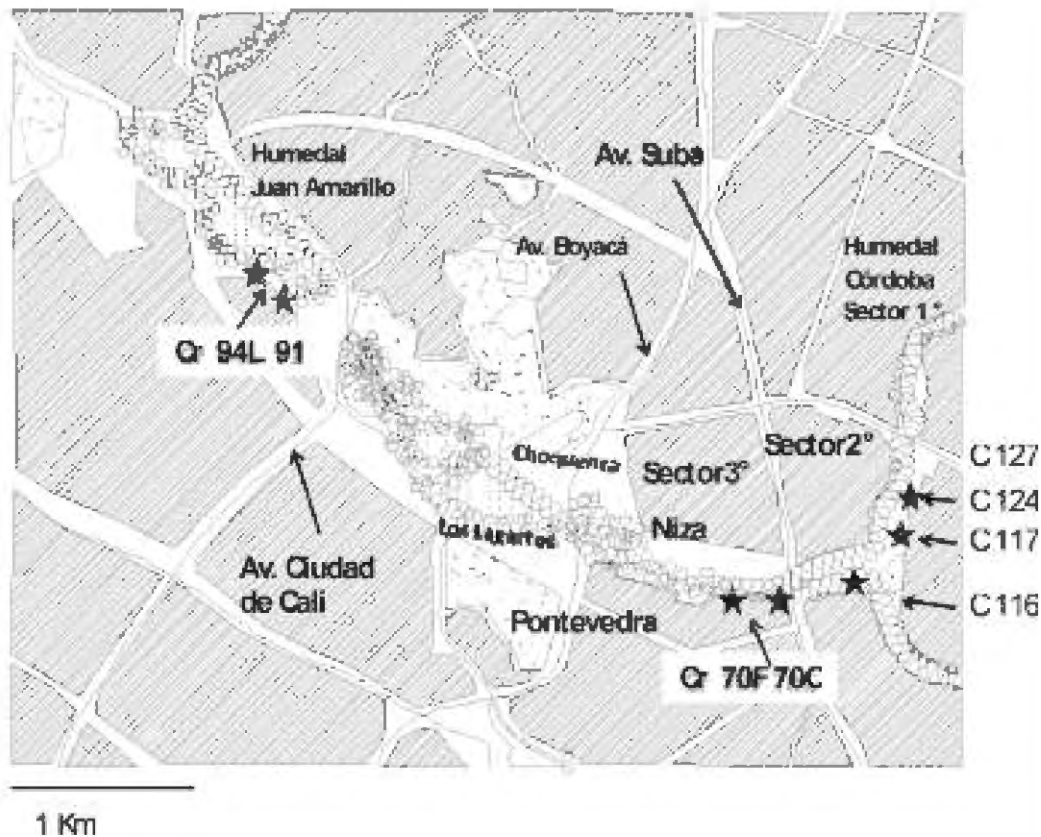 Humedal
Juan Amarillo
Av. Suba
Av. Boyacá
Humedal
Córdoba
Sector 1°
Cr 94L 91
Sector2°
Sector3°
C127
C124
C117
Niza
Av. Ciudad
de Cali
Pontevedra
C116
Cr 70F70C
1 Km